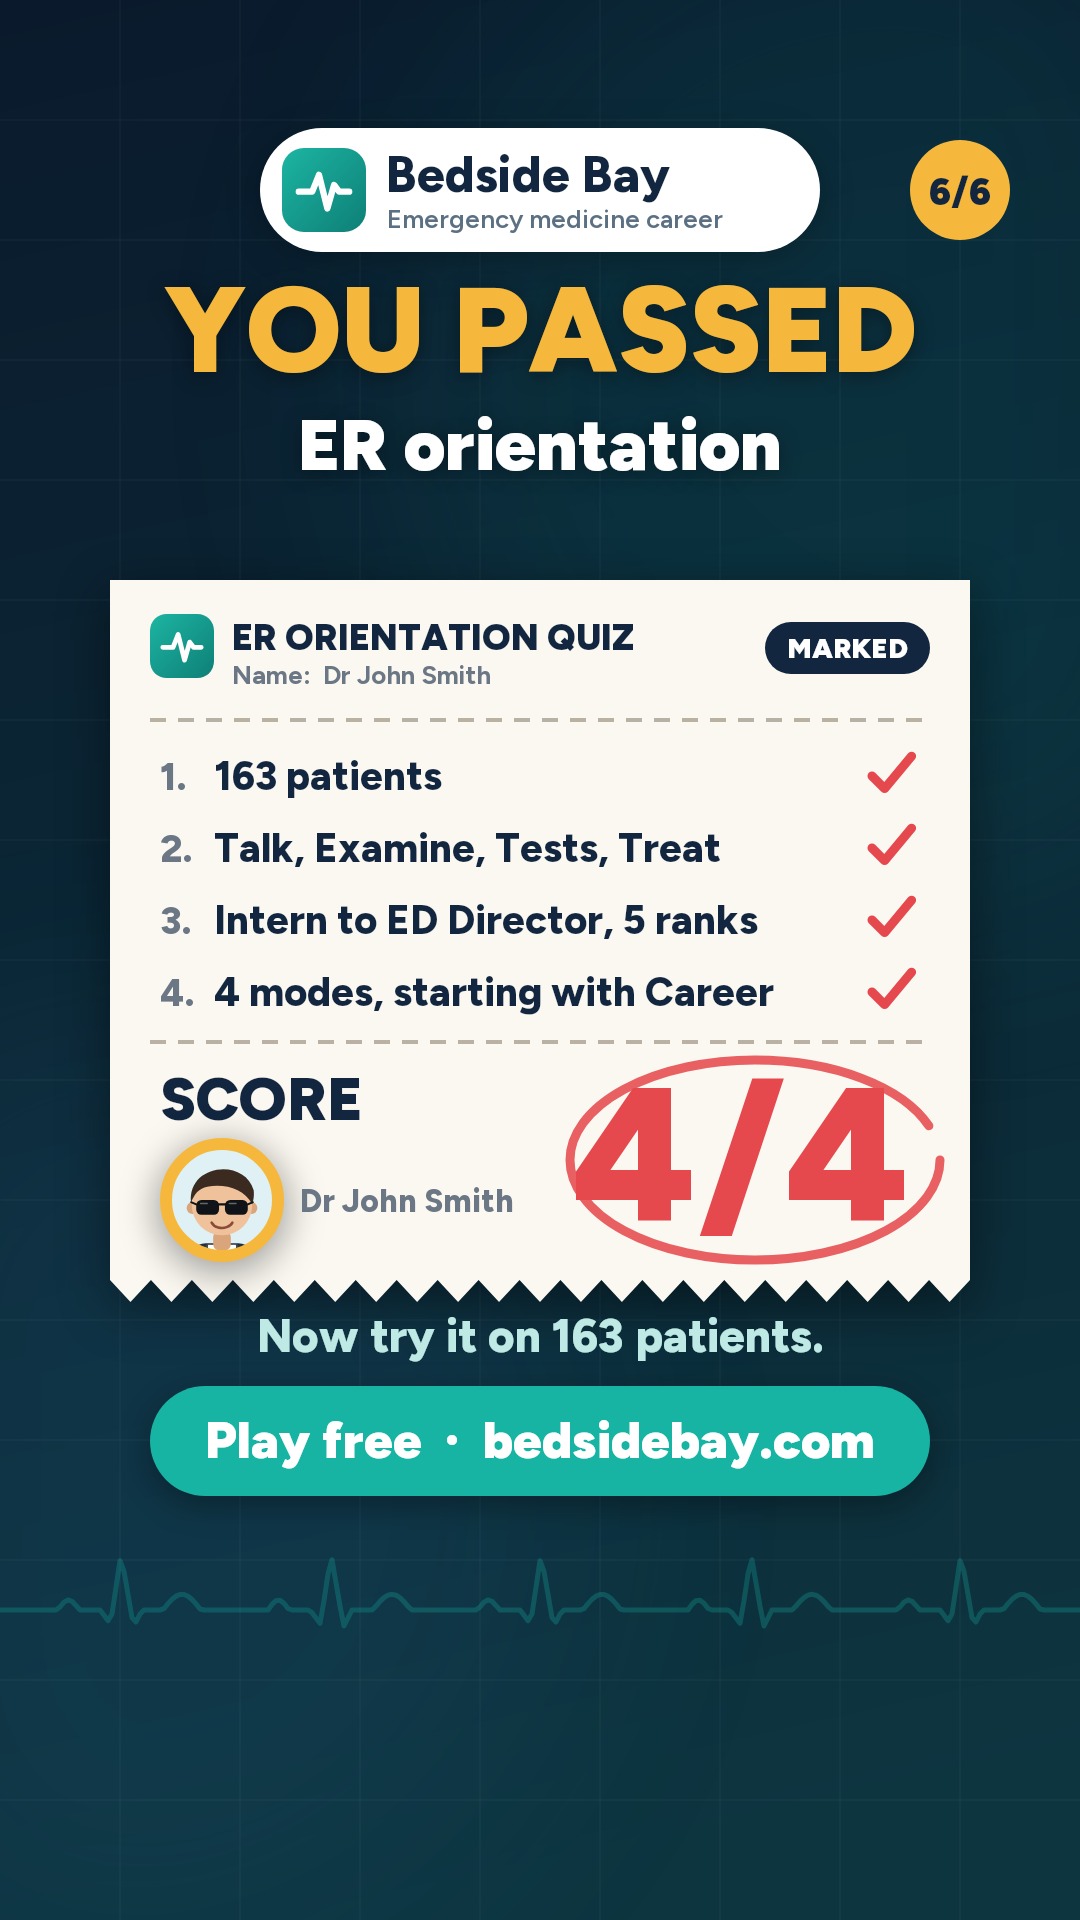 Bedside Bay
Emergency medicine career
6/6
YOU PASSED
ER orientation
ER ORIENTATION QUIZ
Name: Dr John Smith
MARKED
1. 163 patients
2. Talk, Examine, Tests, Treat
3. Intern to ED Director, 5 ranks
4. 4 modes, starting with Career
SCORE
4/4
Dr John Smith
Now try it on 163 patients.
Play free · bedsidebay.com